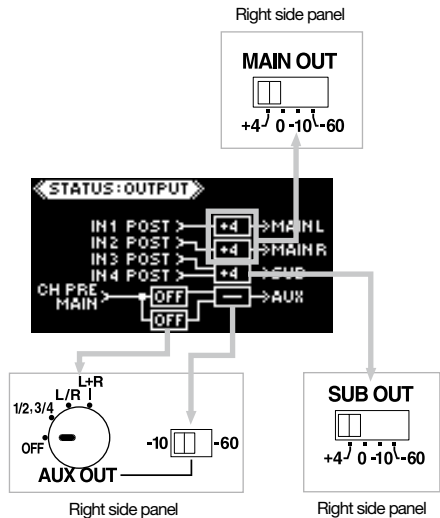 Right side panel
MAIN OUT
+4 0 -10 -60
STATUS:OUTPUT
IN1 POST +4 MAIN L
IN2 POST +4 MAIN R
IN3 POST
IN4 POST +4 SUB
CH PRE MAIN OFF — AUX
OFF
L+R
L/R
1/2, 3/4
OFF
AUX OUT
-10 -60
Right side panel
SUB OUT
+4 0 -10 -60
Right side panel